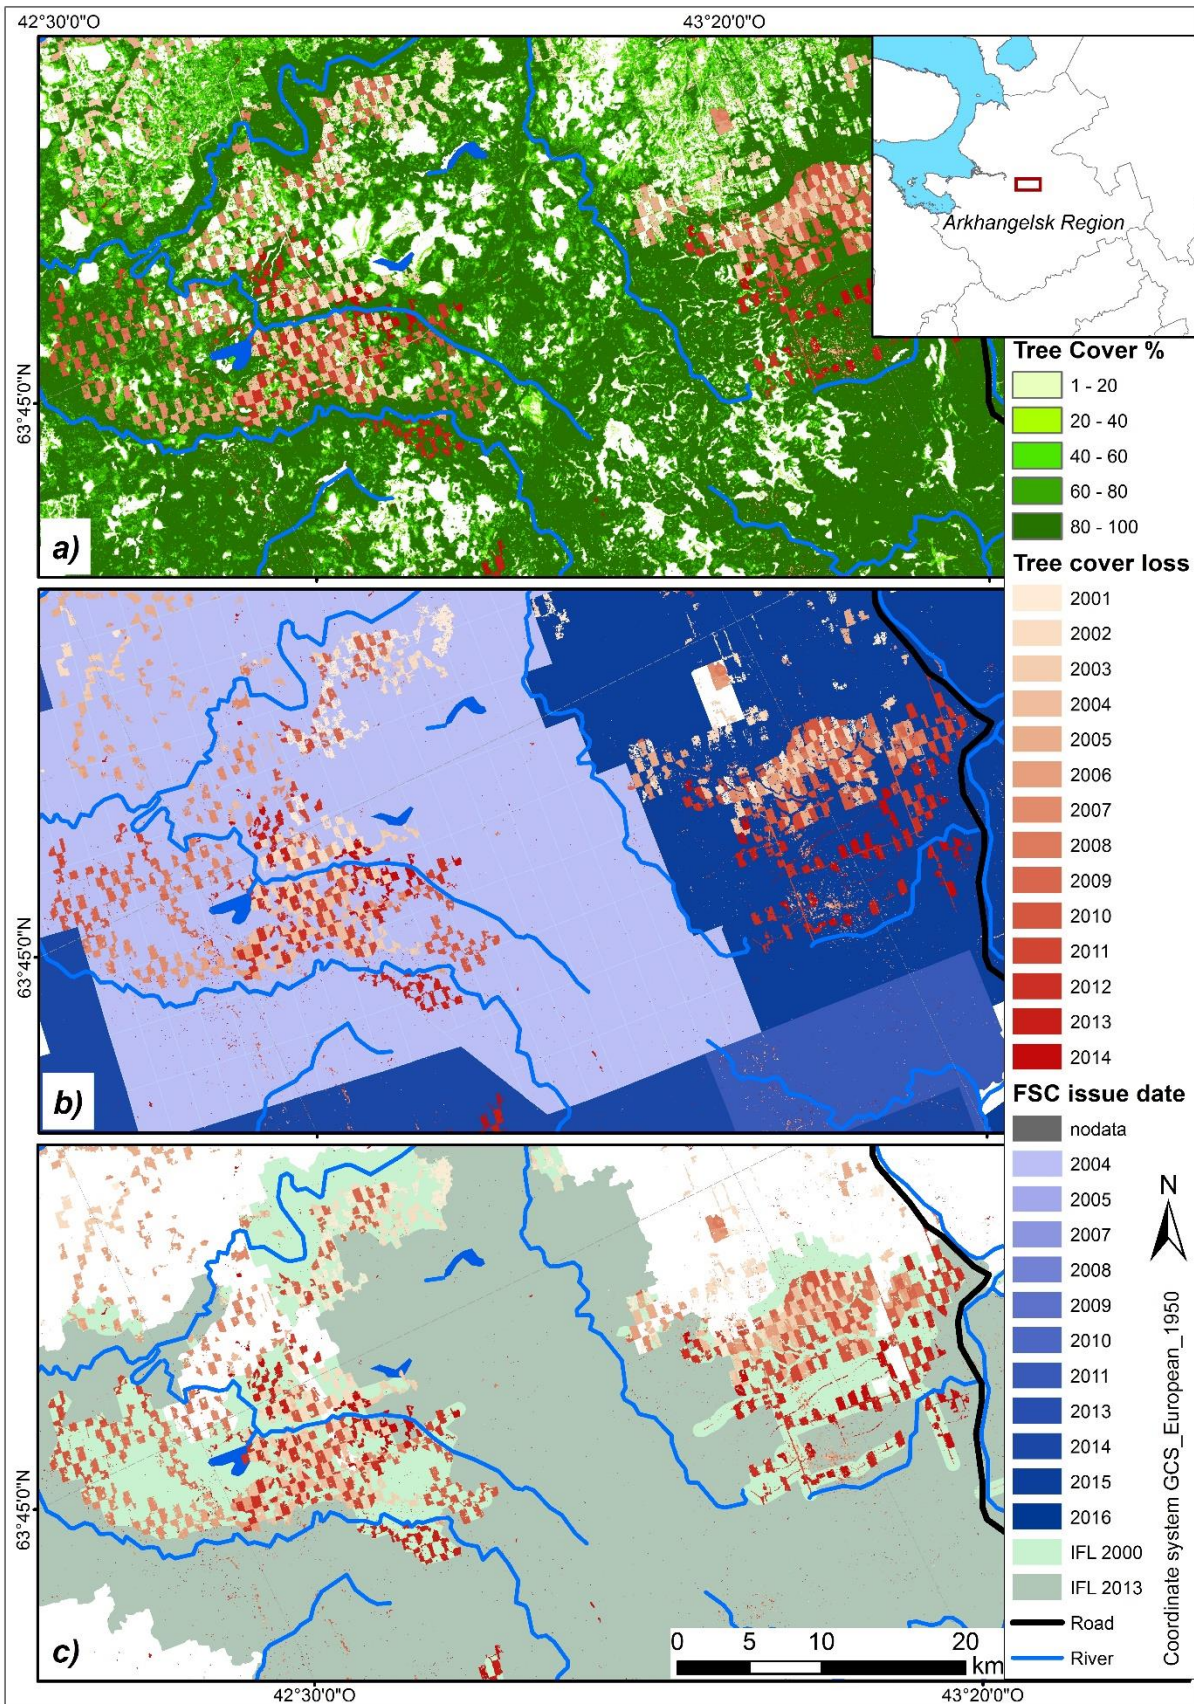 42°30'0"O
43°20'0"O
Arkhangelsk Region
63°45'0"N
a)
Tree Cover %
1 - 20
20 - 40
40 - 60
60 - 80
80 - 100
Tree cover loss
2001
2002
2003
2004
2005
2006
2007
2008
2009
2010
2011
2012
2013
2014
63°45'0"N
b)
FSC issue date
nodata
2004
2005
2007
2008
2009
2010
2011
2013
2014
2015
2016
IFL 2000
IFL 2013
Road
River
N
Coordinate system GCS_European_1950
63°45'0"N
c)
0 5 10 20
km
42°30'0"O
43°20'0"O